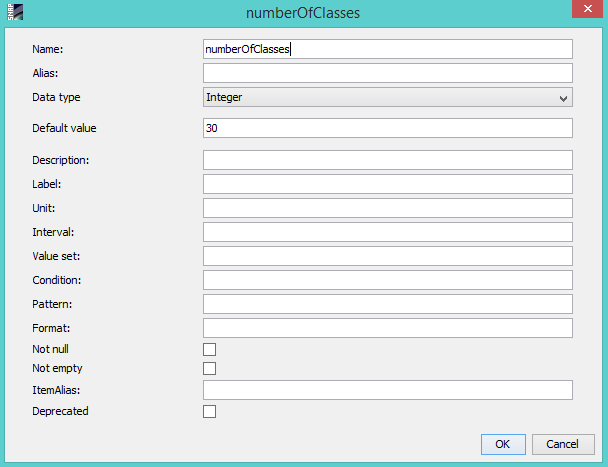 SNAP
numberOfClasses
Name: numberOfClasses
Alias:
Data type Integer
Default value 30
Description:
Label:
Unit:
Interval:
Value set:
Condition:
Pattern:
Format:
Not null
Not empty
ItemAlias:
Deprecated
OK Cancel